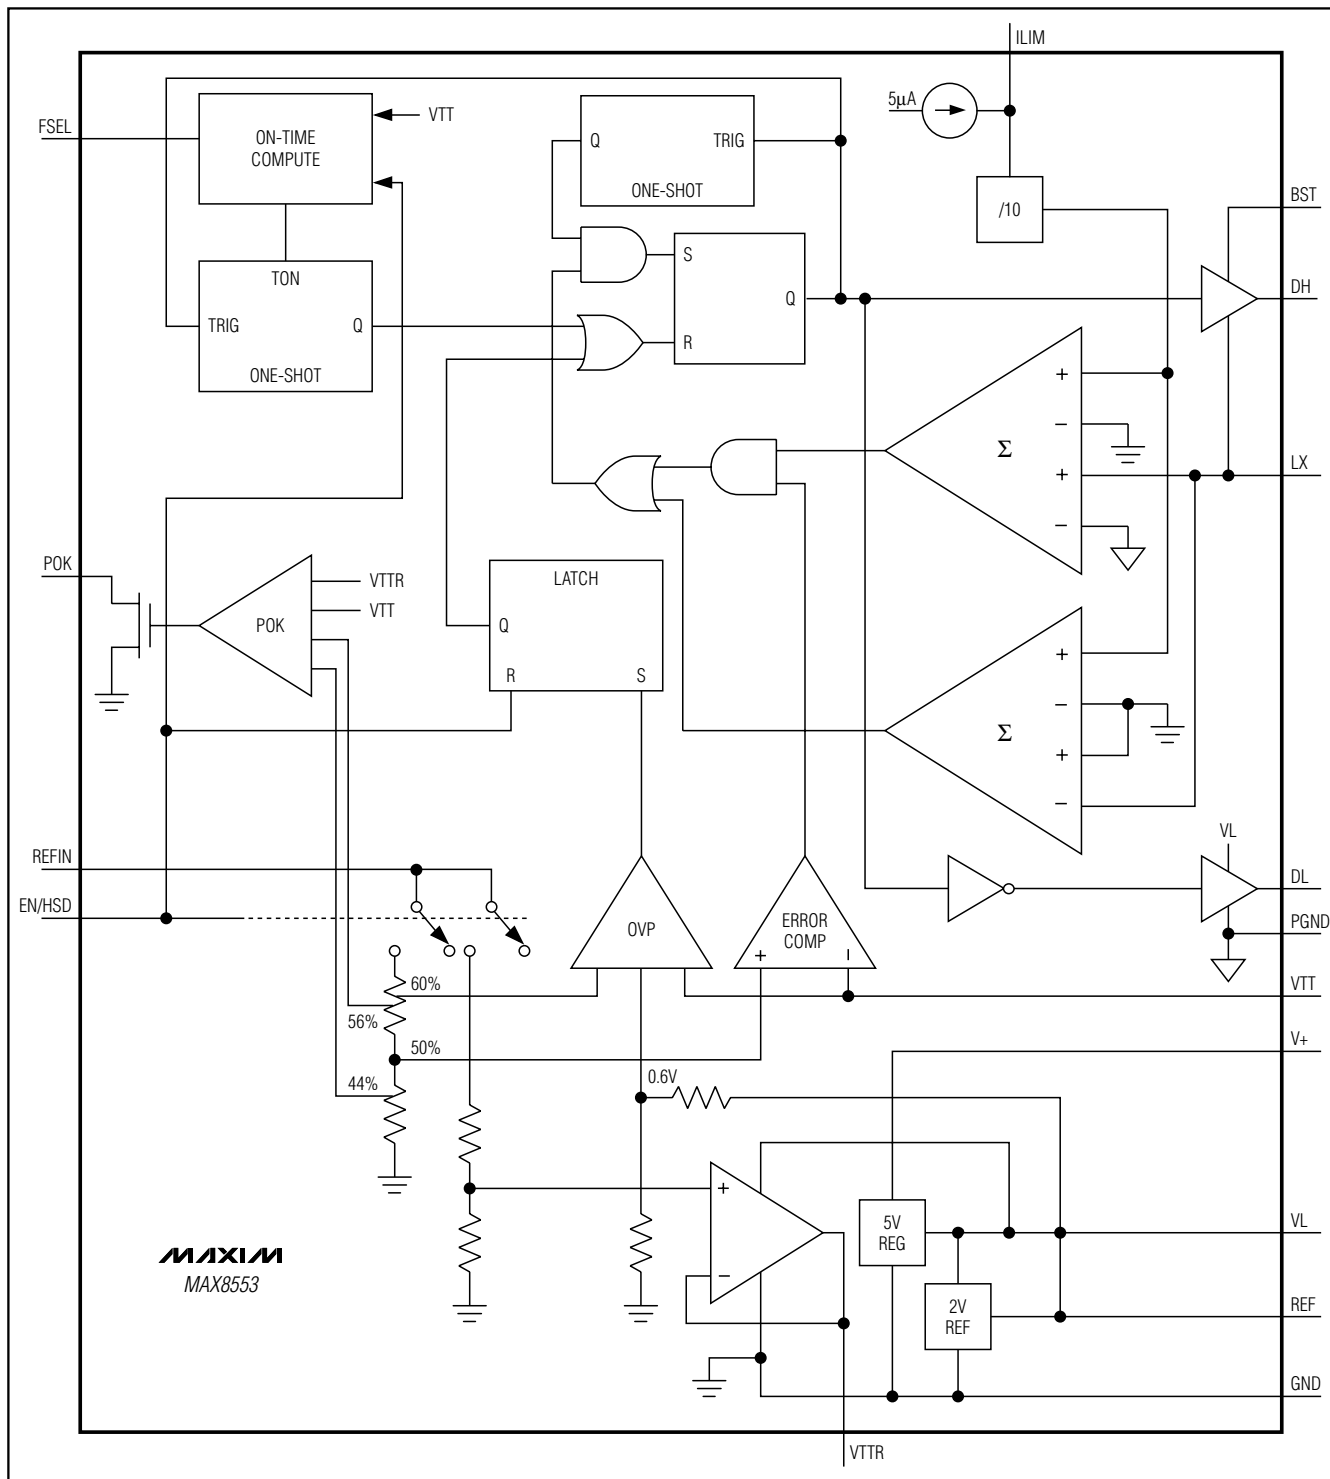 ILIM
5µA
FSEL
ON-TIME
COMPUTE
VTT
Q
TRIG
ONE-SHOT
/10
BST
TON
TRIG
Q
ONE-SHOT
S
Q
R
DH
+
−
Σ
+
−
LX
POK
POK
VTTR
VTT
LATCH
Q
R
S
+
−
Σ
+
−
REFIN
EN/HSD
OVP
ERROR
COMP
+
−
VL
DL
PGND
60%
56%
50%
44%
VTT
V+
0.6V
+
−
5V
REG
VL
2V
REF
REF
GND
MAXIM
MAX8553
VTTR